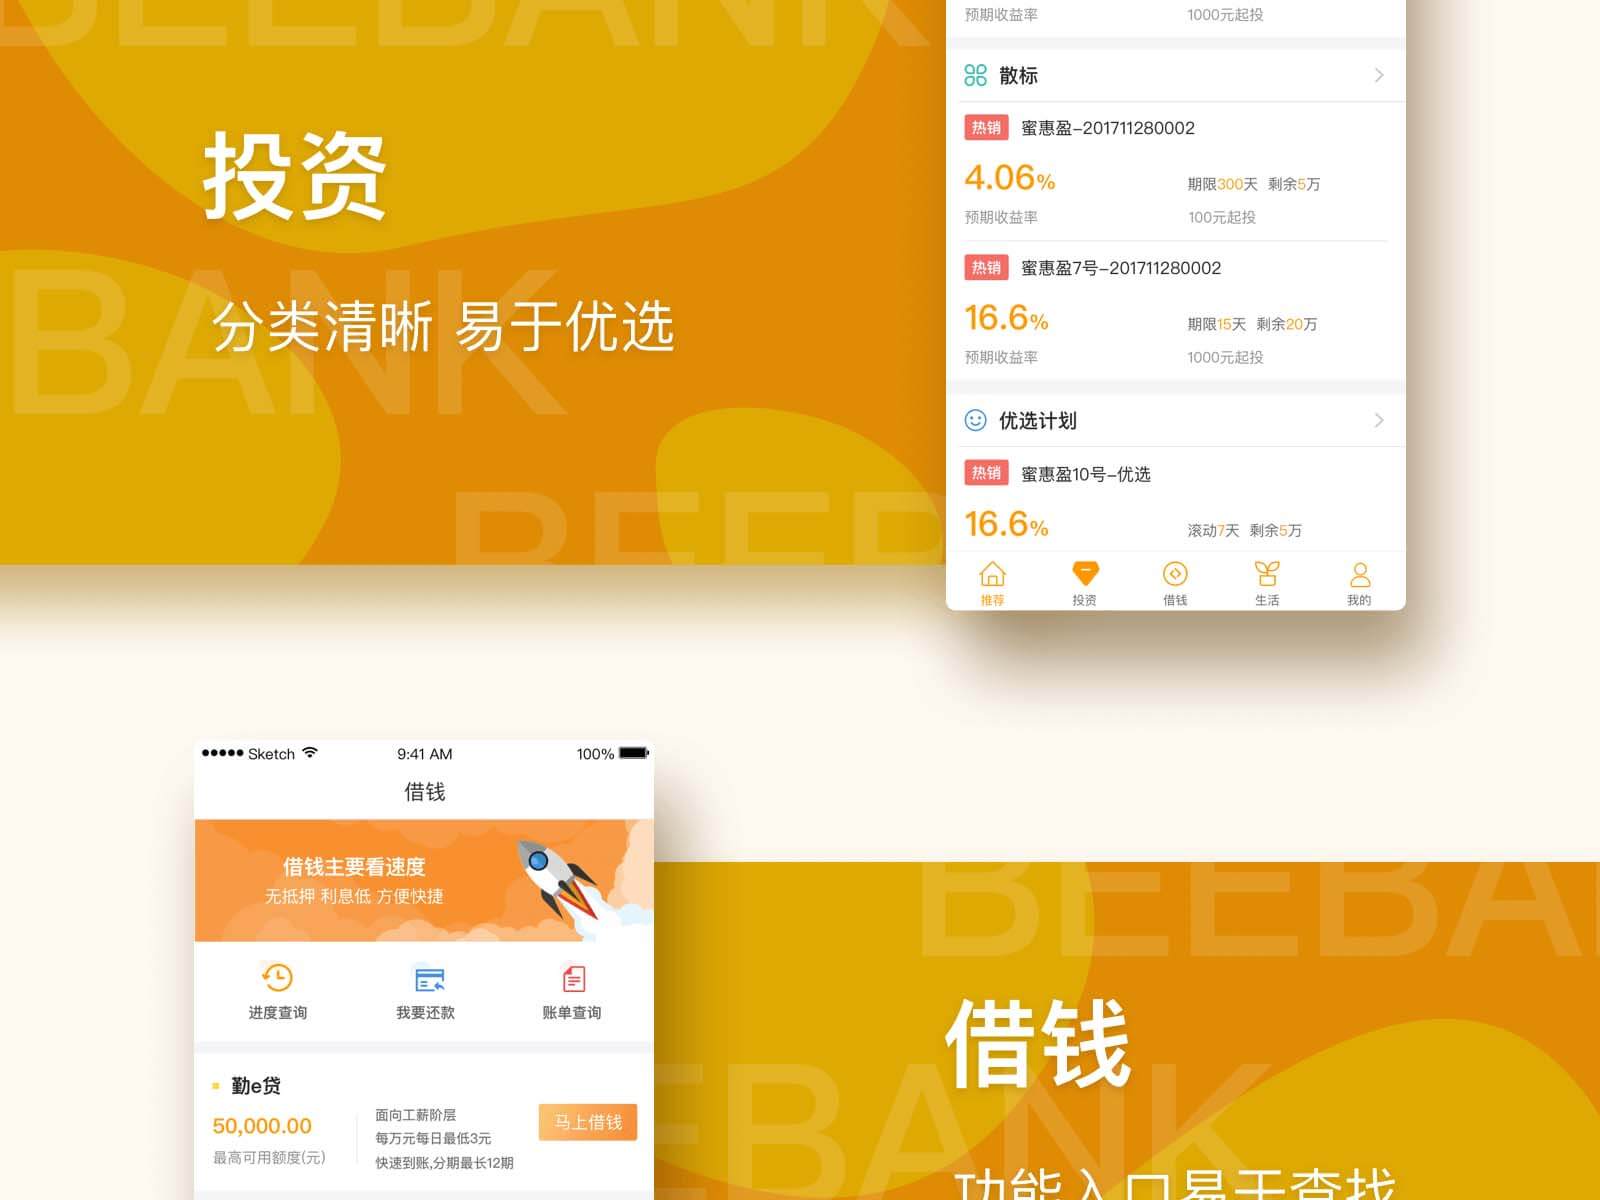 BEEBANK
投资
分类清晰 易于优选
BANK
BEEB
预期收益率 1000元起投
散标
热销 蜜惠盈-201711280002
4.06% 期限300天 剩余5万
预期收益率 100元起投
热销 蜜惠盈7号-201711280002
16.6% 期限15天 剩余20万
预期收益率 1000元起投
优选计划
热销 蜜惠盈10号-优选
16.6% 滚动7天 剩余5万
推荐 投资 借钱 生活 我的
Sketch 9:41 AM 100%
借钱
借钱主要看速度
无抵押 利息低 方便快捷
进度查询 我要还款 账单查询
勤e贷
50,000.00
最高可用额度(元)
面向工薪阶层
每万元每日最低3元
快速到账,分期最长12期
马上借钱
BEEBAN
借钱
EBANK
功能入口易于查找